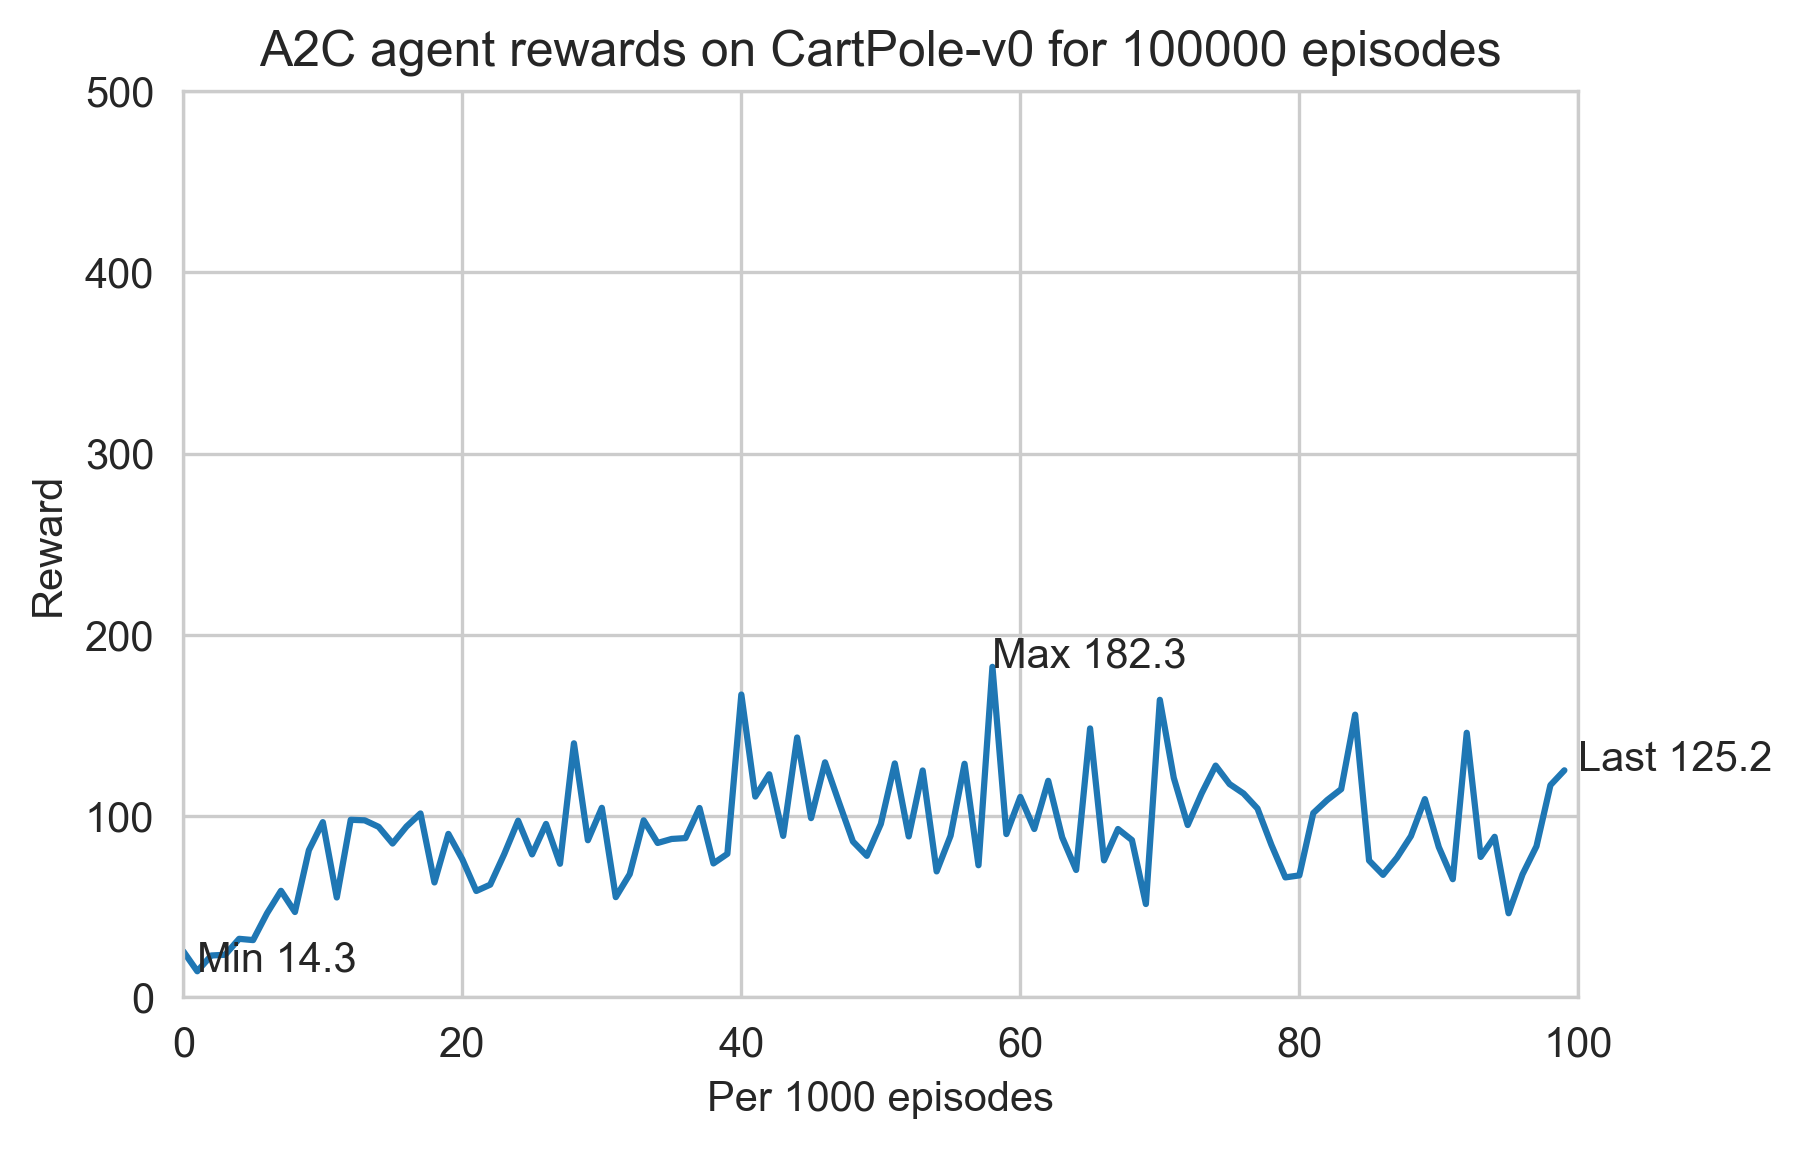 A2C agent rewards on CartPole-v0 for 100000 episodes
500
400
300
200
100
0
Reward
Max 182.3
Last 125.2
Min 14.3
0 20 40 60 80 100
Per 1000 episodes